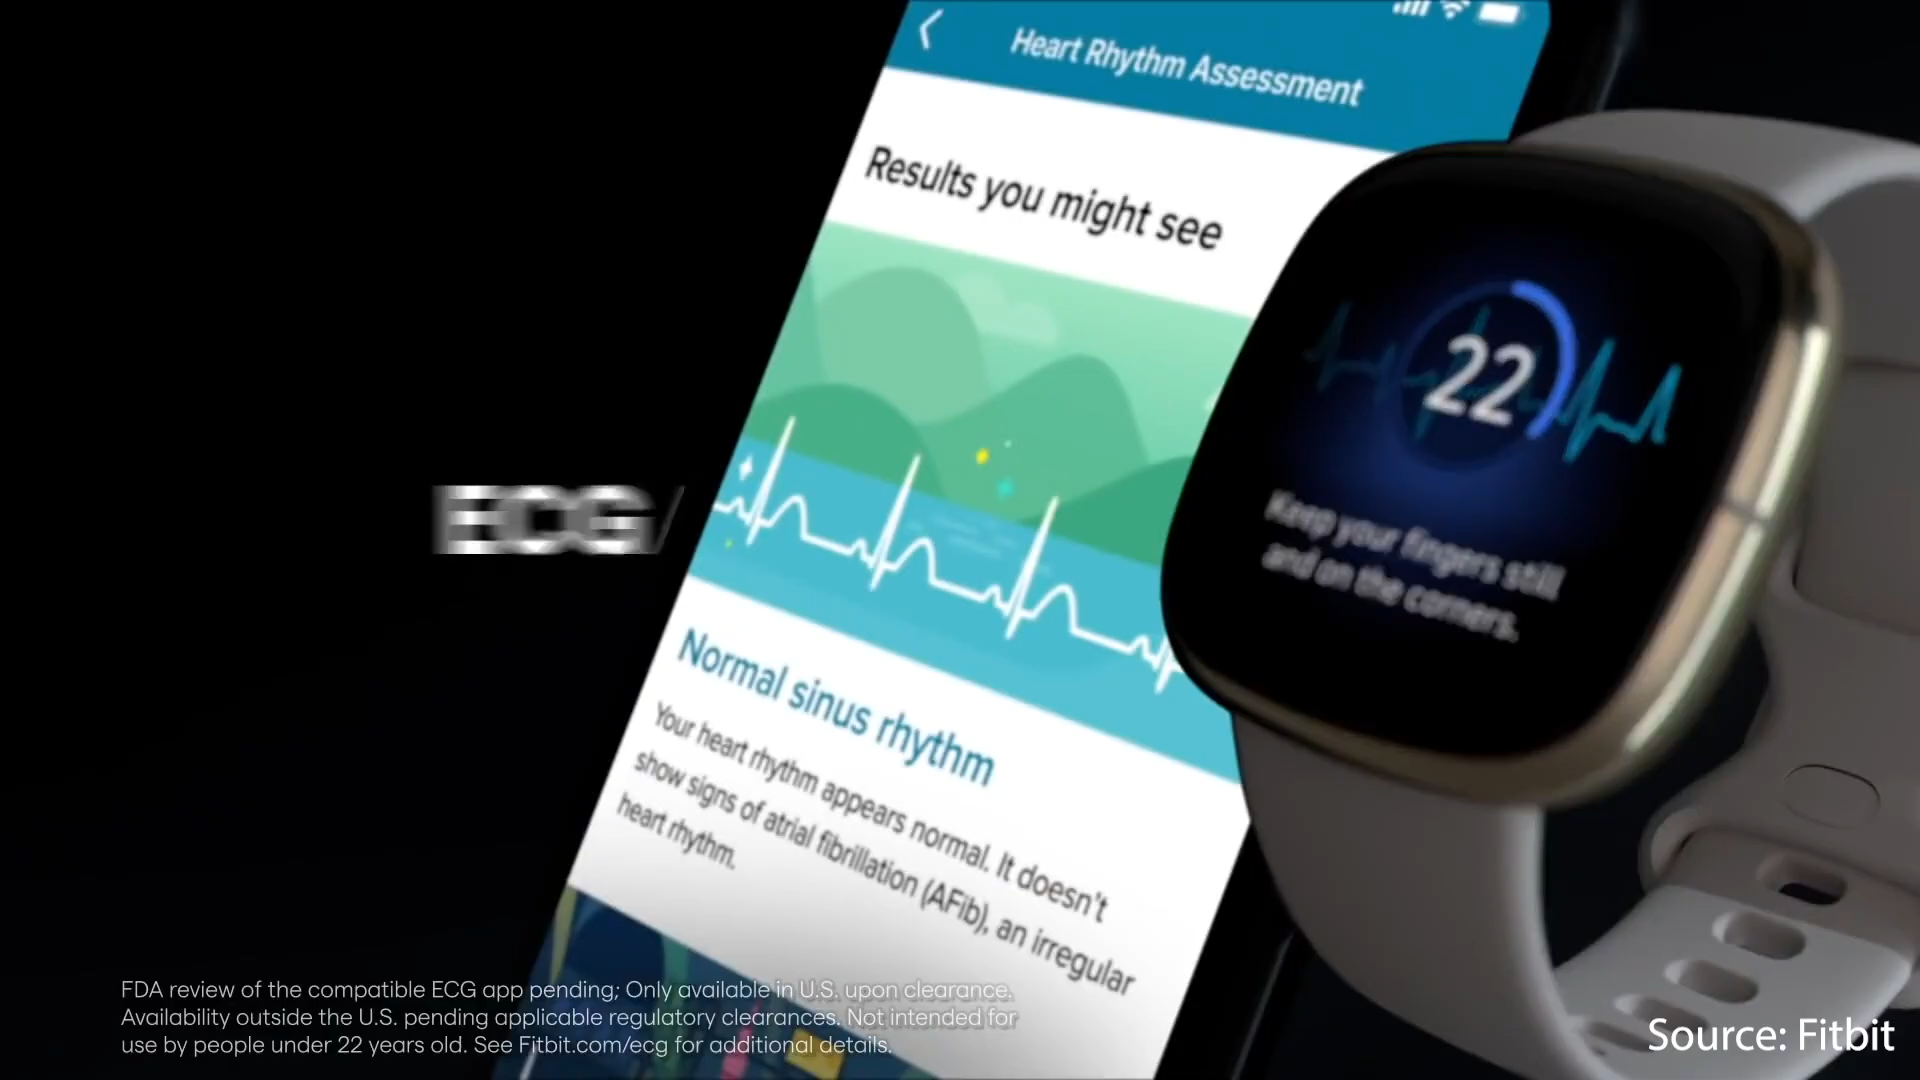 Heart Rhythm Assessment
Results you might see
22
Keep your fingers still
and on the corners.
ECG
Normal sinus rhythm
Your heart rhythm appears normal. It doesn't
show signs of atrial fibrillation (AFib), an irregular
heart rhythm.
FDA review of the compatible ECG app pending; Only available in U.S. upon clearance.
Availability outside the U.S. pending applicable regulatory clearances. Not intended for
use by people under 22 years old. See Fitbit.com/ecg for additional details.
Source: Fitbit